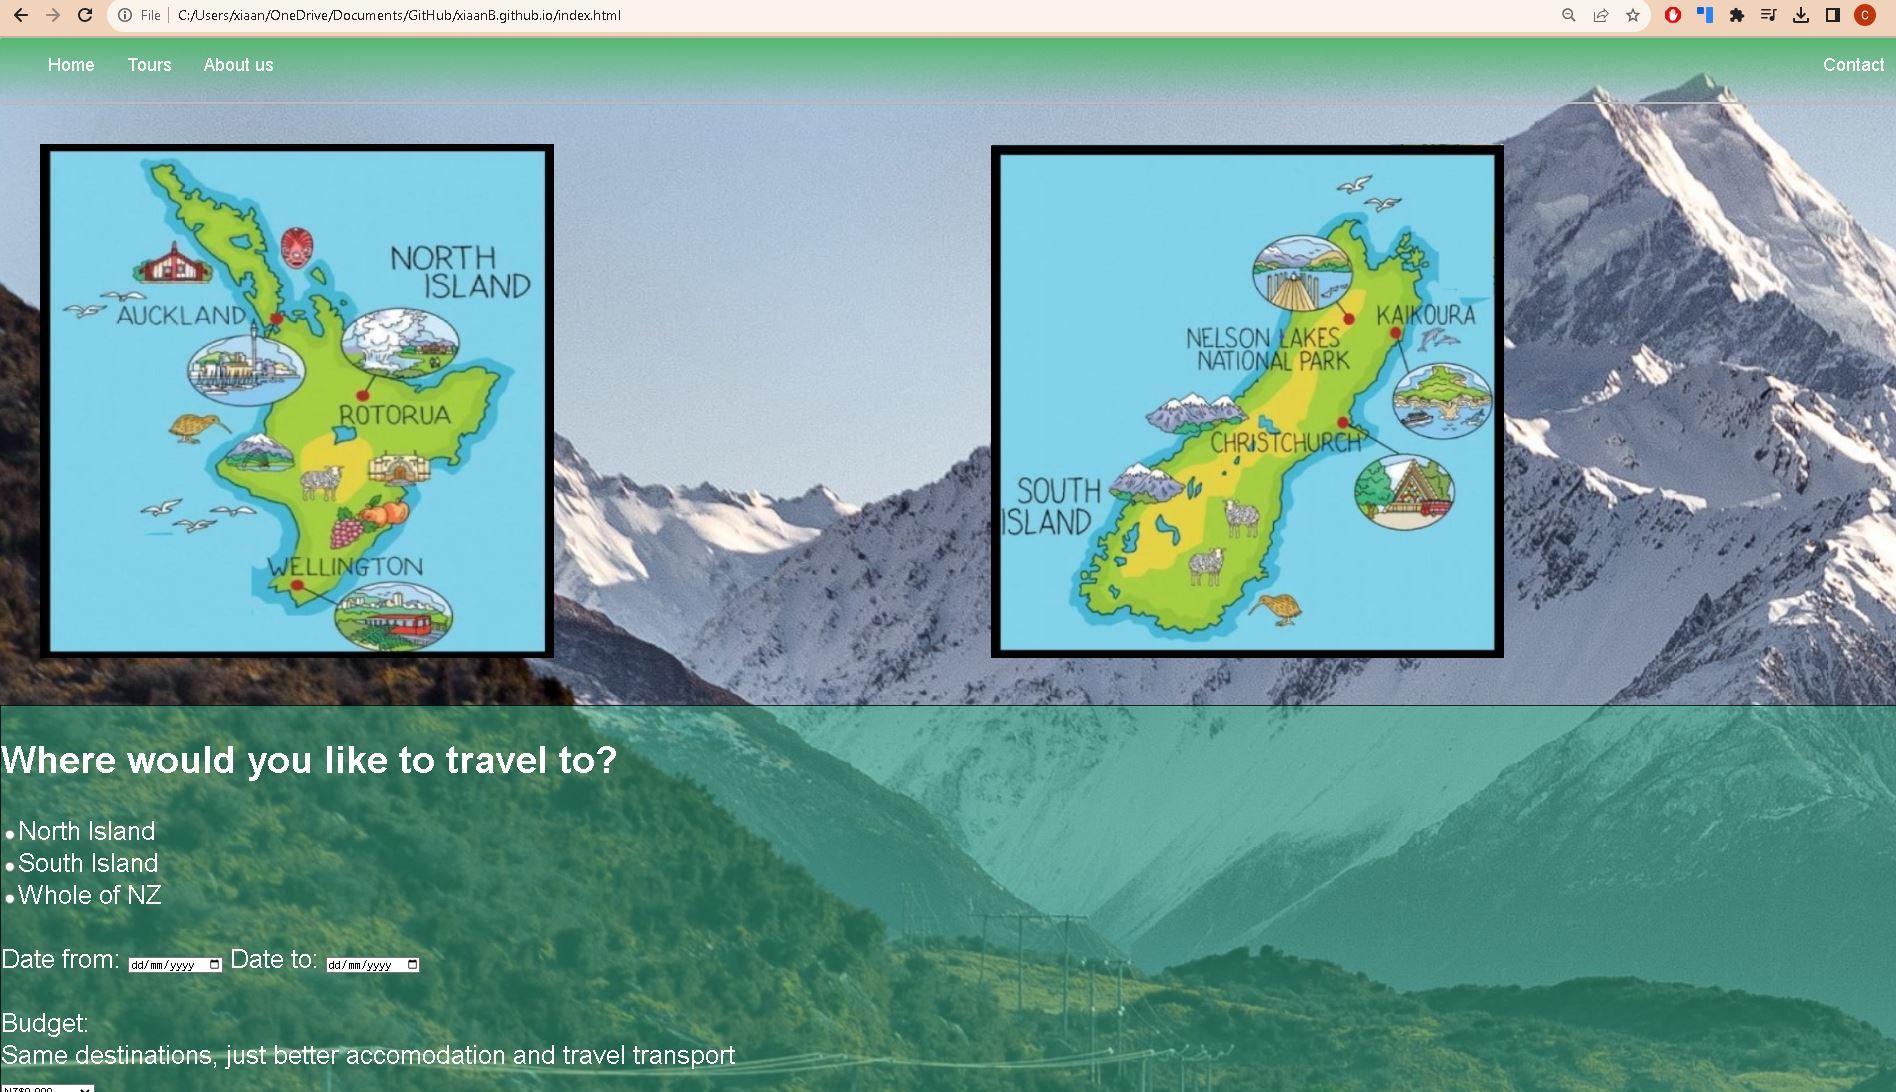 File C:/Users/xiaan/OneDrive/Documents/GitHub/xiaanB.github.io/index.html
C
Home Tours About us Contact
NORTH
ISLAND
AUCKLAND
ROTORUA
WELLINGTON
KAIKOURA
NELSON LAKES
NATIONAL PARK
CHRISTCHURCH
SOUTH
ISLAND
Where would you like to travel to?
North Island
South Island
Whole of NZ
Date from: dd/mm/yyyy Date to: dd/mm/yyyy
Budget:
Same destinations, just better accomodation and travel transport